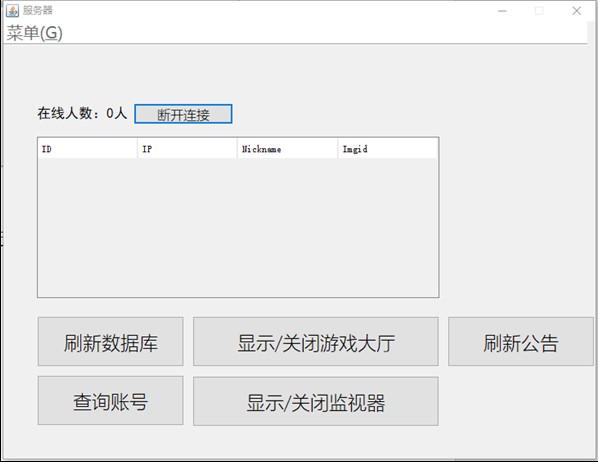 服务器
菜单(G)
在线人数：0人 断开连接
ID IP Nickname Imgid
刷新数据库 显示/关闭游戏大厅 刷新公告
查询账号 显示/关闭监视器